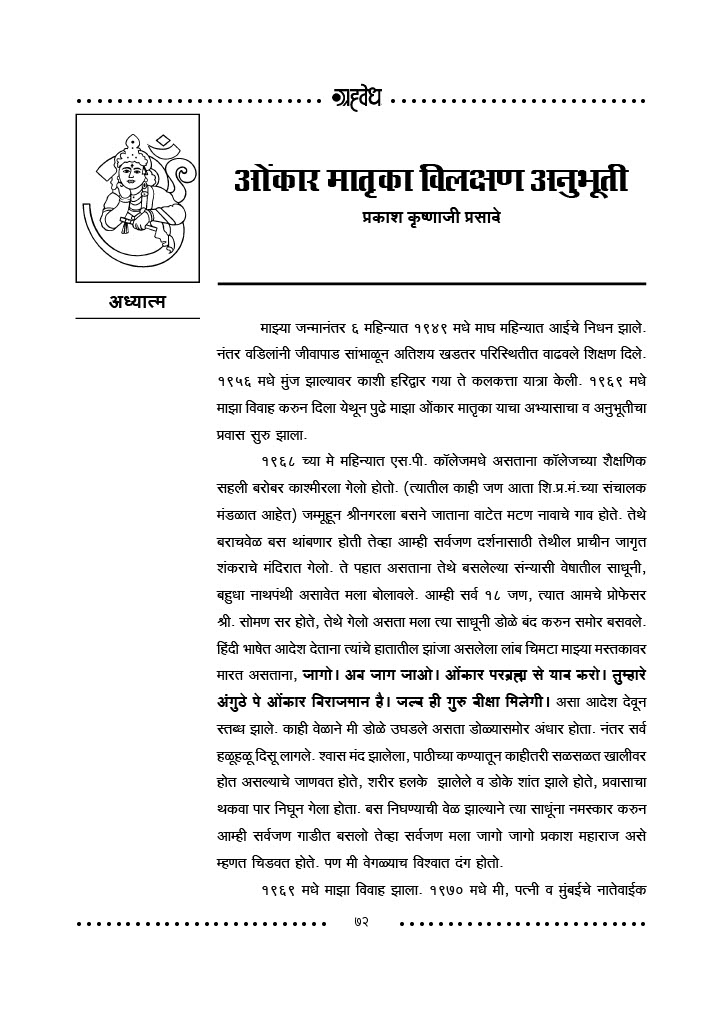 ग्रहवेध
ओंकार मातृका विलक्षण अनुभूती
प्रकाश कृष्णाजी प्रसादे
अध्यात्म
माझ्या जन्मानंतर ६ महिन्यात १९४९ मधे माघ महिन्यात आईचे निधन झाले.
नंतर वडिलांनी जीवापाड सांभाळून अतिशय खडतर परिस्थितीत वाढवले शिक्षण दिले.
१९५६ मधे मुंज झाल्यावर काशी हरिद्वार गया ते कलकत्ता यात्रा केली. १९६९ मधे
माझा विवाह करुन दिला येथून पुढे माझा ओंकार मातृका याचा अभ्यासाचा व अनुभूतीचा
प्रवास सुरु झाला.
१९६८ च्या मे महिन्यात एस.पी. कॉलेजमधे असताना कॉलेजच्या शैक्षणिक
सहली बरोबर काश्मीरला गेलो होतो. (त्यातील काही जण आता शि.प्र.मं.च्या संचालक
मंडळात आहेत) जम्मूहून श्रीनगरला बसने जाताना वाटेत मटण नावाचे गाव होते. तेथे
बराचवेळ बस थांबणार होती तेव्हा आम्ही सर्वजण दर्शनासाठी तेथील प्राचीन जागृत
शंकराचे मंदिरात गेलो. ते पहात असताना तेथे बसलेल्या संन्यासी वेषातील साधूनी,
बहुधा नाथपंथी असावेत मला बोलावले. आम्ही सर्व १८ जण, त्यात आमचे प्रोफेसर
श्री. सोमण सर होते, तेथे गेलो असता मला त्या साधूनी डोळे बंद करुन समोर बसवले.
हिंदी भाषेत आदेश देताना त्यांचे हातातील झांजा असलेला लांब चिमटा माझ्या मस्तकावर
मारत असताना, जागो। अब जाग जाओ। ओंकार परब्रह्म से याद करो। तुम्हारे
अंगुठे पे ओंकार बिराजमान है। जल्द ही गुरु दीक्षा मिलेगी। असा आदेश देवून
स्तब्ध झाले. काही वेळाने मी डोळे उघडले असता डोळ्यासमोर अंधार होता. नंतर सर्व
हळूहळू दिसू लागले. श्वास मंद झालेला, पाठीच्या कण्यातून काहीतरी सळसळत खालीवर
होत असल्याचे जाणवत होते, शरीर हलके झालेले व डोके शांत झाले होते, प्रवासाचा
थकवा पार निघून गेला होता. बस निघण्याची वेळ झाल्याने त्या साधूंना नमस्कार करुन
आम्ही सर्वजण गाडीत बसलो तेव्हा सर्वजण मला जागो जागो प्रकाश महाराज असे
म्हणत चिडवत होते. पण मी वेगळ्याच विश्वात दंग होतो.
१९६९ मधे माझा विवाह झाला. १९७० मधे मी, पत्नी व मुंबईचे नातेवाईक
७२